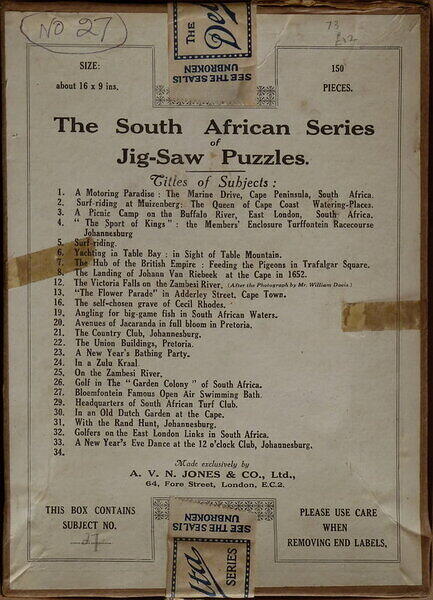 No 27
73
THE
SEE THE SEAL IS
UNBROKEN
SIZE:
about 16 x 9 ins.
150
PIECES.
The South African Series
of
Jig-Saw Puzzles.
Titles of Subjects :
1. A Motoring Paradise : The Marine Drive, Cape Peninsula, South Africa.
2. Surf-riding at Muizenberg: The Queen of Cape Coast Watering-Places.
3. A Picnic Camp on the Buffalo River, East London, South Africa.
4. "The Sport of Kings" : the Members' Enclosure Turffontein Racecourse
Johannesburg
5. Surf-riding.
6. Yachting in Table Bay : in Sight of Table Mountain.
7. The Hub of the British Empire : Feeding the Pigeons in Trafalgar Square.
8. The Landing of Johann Van Riebeek at the Cape in 1652.
12. The Victoria Falls on the Zambesi River. (After the Photograph by Mr. William Davis.)
13. "The Flower Parade" in Adderley Street, Cape Town.
16. The self-chosen grave of Cecil Rhodes.
19. Angling for big-game fish in South African Waters.
20. Avenues of Jacaranda in full bloom in Pretoria.
21. The Country Club, Johannesburg.
22. The Union Buildings, Pretoria.
23. A New Year's Bathing Party.
24. In a Zulu Kraal.
25. On the Zambesi River.
26. Golf in The "Garden Colony" of South Africa.
27. Bloemfontein Famous Open Air Swimming Bath.
29. Headquarters of South African Turf Club.
30. In an Old Dutch Garden at the Cape.
31. With the Rand Hunt, Johannesburg.
32. Golfers on the East London Links in South Africa.
33. A New Year's Eve Dance at the 12 o'clock Club, Johannesburg.
34.
Made exclusively by
A. V. N. JONES & CO., Ltd.,
64, Fore Street, London, E.C.2.
THIS BOX CONTAINS
SUBJECT NO.
27
SEE THE SEAL IS
UNBROKEN
SERIES
PLEASE USE CARE
WHEN
REMOVING END LABELS,